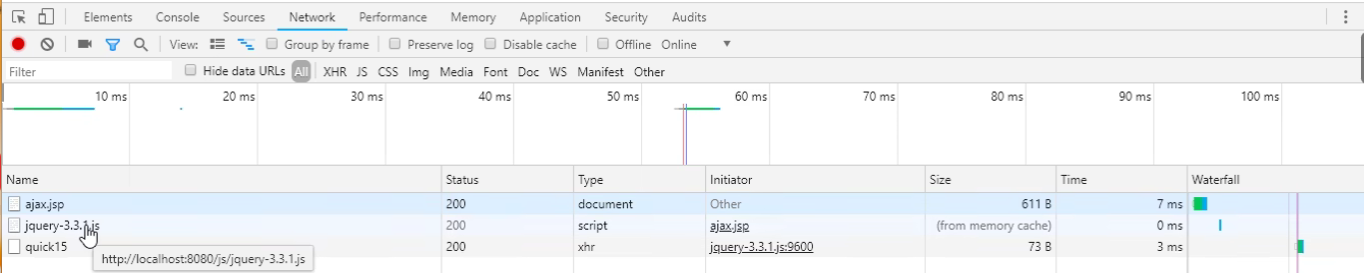 Elements Console Sources Network Performance Memory Application Security Audits
View: Group by frame Preserve log Disable cache Offline Online
Filter Hide data URLs All XHR JS CSS Img Media Font Doc WS Manifest Other
10 ms 20 ms 30 ms 40 ms 50 ms 60 ms 70 ms 80 ms 90 ms 100 ms
Name Status Type Initiator Size Time Waterfall
ajax.jsp 200 document Other 611 B 7 ms
jquery-3.3.1.js 200 script ajax.jsp (from memory cache) 0 ms
quick15 200 xhr jquery-3.3.1.js:9600 73 B 3 ms
http://localhost:8080/js/jquery-3.3.1.js